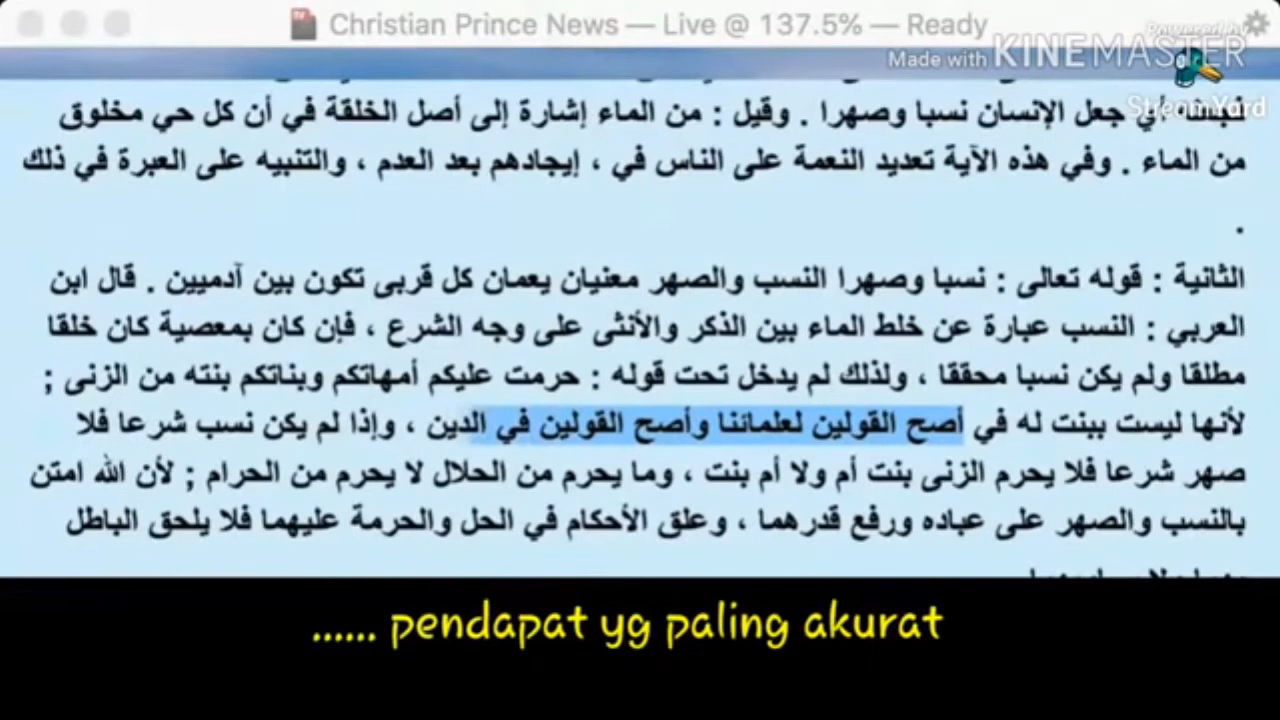 Christian Prince News — Live @ 137.5% — Ready
Powered by
Made with KINEMASTER
StreamYard
أي جعل الإنسان نسبا وصهرا . وقيل : من الماء إشارة إلى أصل الخلقة في أن كل حي مخلوق
من الماء . وفي هذه الآية تعديد النعمة على الناس في ، إيجادهم بعد العدم ، والتنبيه على العبرة في ذلك
.
الثانية : قوله تعالى : نسبا وصهرا النسب والصهر معنيان يعمان كل قربى تكون بين آدميين . قال ابن
العربي : النسب عبارة عن خلط الماء بين الذكر والأنثى على وجه الشرع ، فإن كان بمعصية كان خلقا
مطلقا ولم يكن نسبا محققا ، ولذلك لم يدخل تحت قوله : حرمت عليكم أمهاتكم وبناتكم بنته من الزنى ;
لأنها ليست ببنت له في أصح القولين لعلمائنا وأصح القولين في الدين ، وإذا لم يكن نسب شرعا فلا
صهر شرعا فلا يحرم الزنى بنت أم ولا أم بنت ، وما يحرم من الحلال لا يحرم من الحرام ; لأن الله امتن
بالنسب والصهر على عباده ورفع قدرهما ، وعلق الأحكام في الحل والحرمة عليهما فلا يلحق الباطل
...... pendapat yg paling akurat